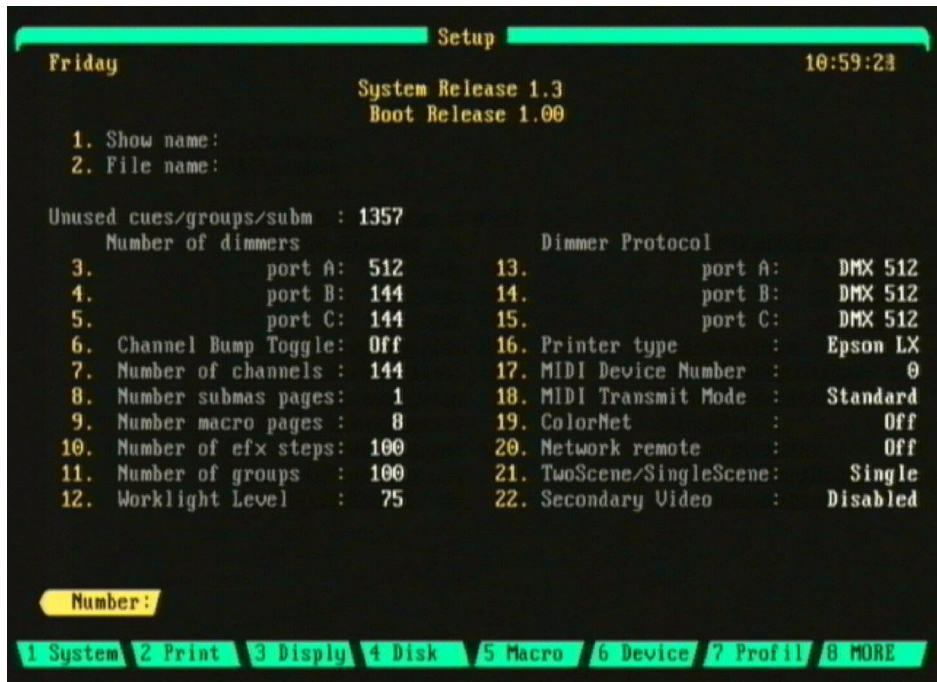 Setup
Friday 10:59:23
System Release 1.3
Boot Release 1.00
1. Show name:
2. File name:
Unused cues/groups/subm : 1357
Number of dimmers Dimmer Protocol
3. port A: 512 13. port A: DMX 512
4. port B: 144 14. port B: DMX 512
5. port C: 144 15. port C: DMX 512
6. Channel Bump Toggle: Off 16. Printer type : Epson LX
7. Number of channels : 144 17. MIDI Device Number : 0
8. Number submas pages: 1 18. MIDI Transmit Mode : Standard
9. Number macro pages : 8 19. ColorNet : Off
10. Number of efx steps: 100 20. Network remote : Off
11. Number of groups : 100 21. TwoScene/SingleScene: Single
12. Worklight Level : 75 22. Secondary Video : Disabled
Number:
1 System 2 Print 3 Disply 4 Disk 5 Macro 6 Device 7 Profil 8 MORE